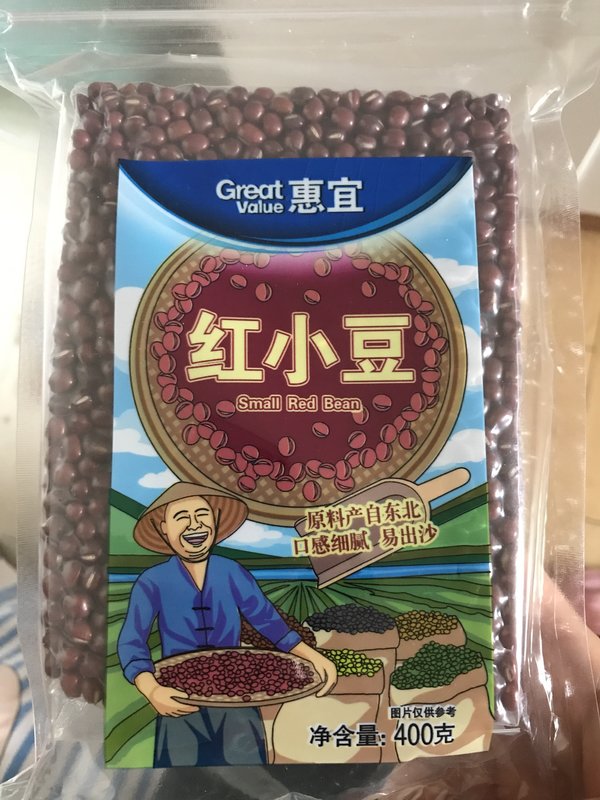 Great Value 惠宜
红小豆
Small Red Bean
原料产自东北
口感细腻 易出沙
图片仅供参考
净含量: 400克